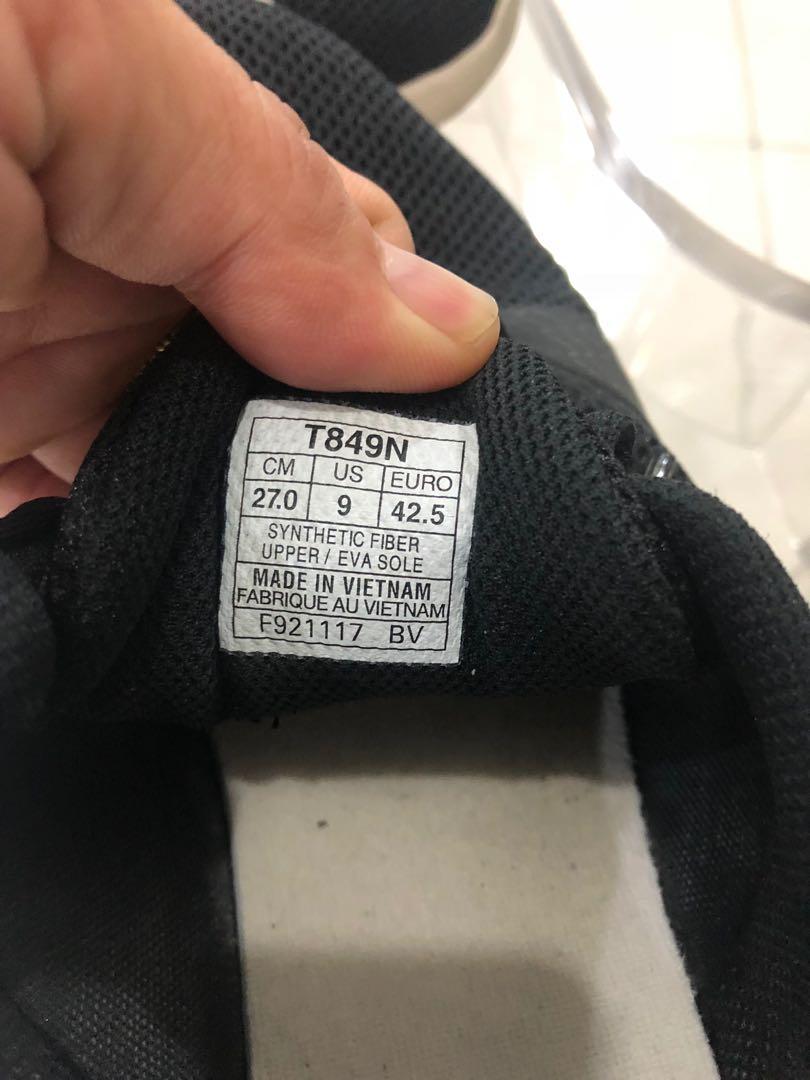 T849N
CM US EURO
27.0 9 42.5
SYNTHETIC FIBER
UPPER / EVA SOLE
MADE IN VIETNAM
FABRIQUE AU VIETNAM
F921117 BV